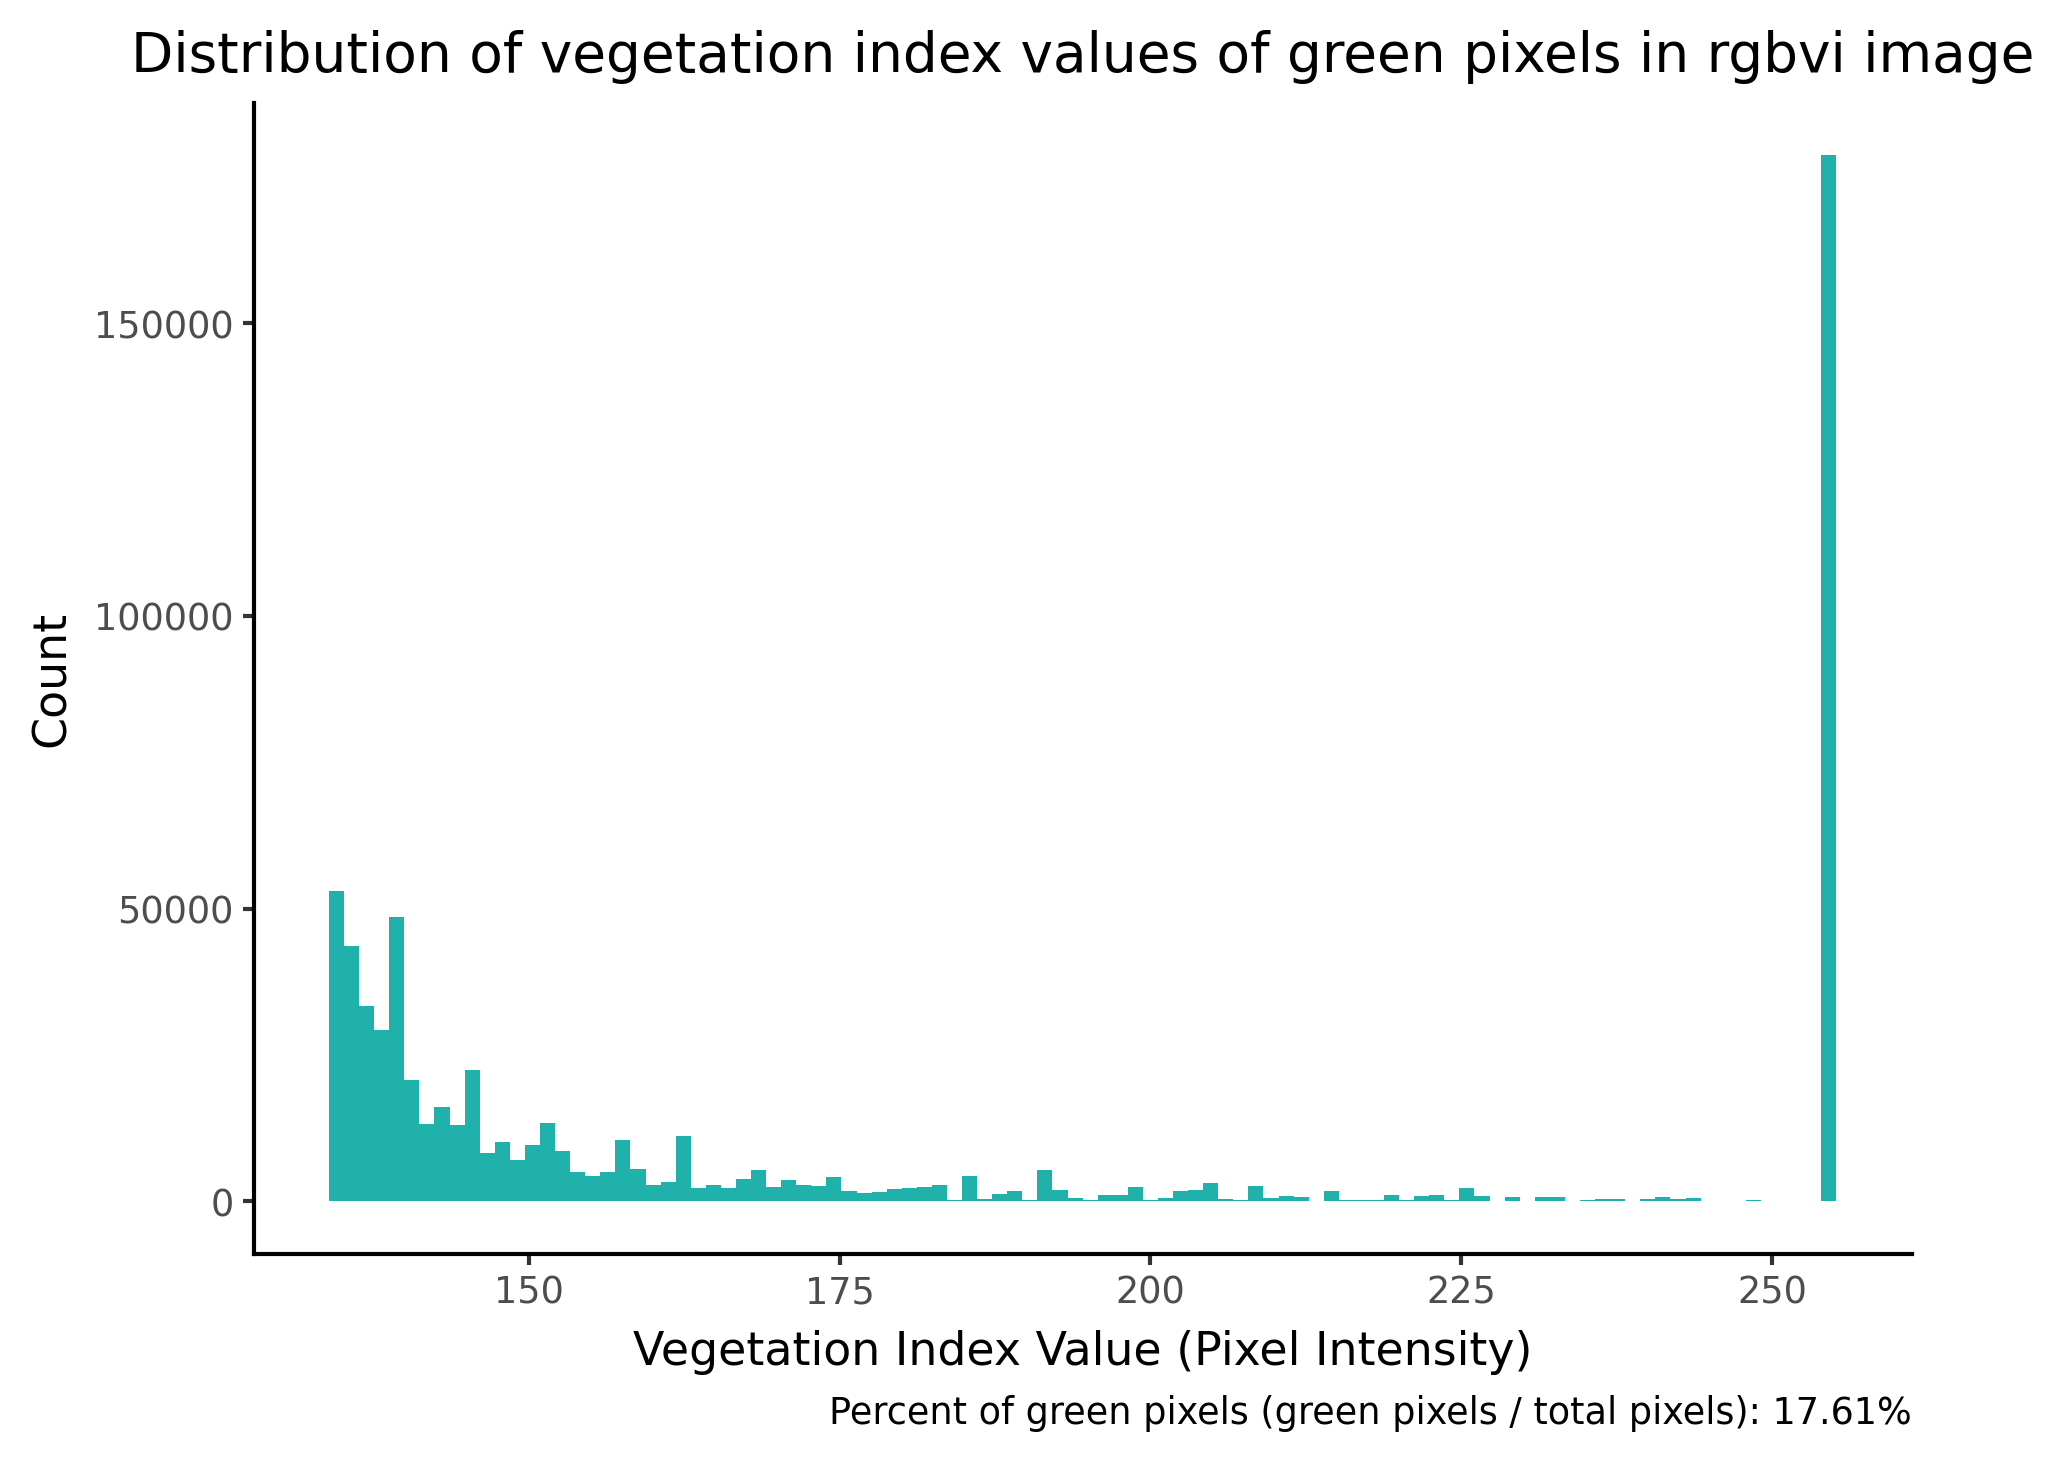 Distribution of vegetation index values of green pixels in rgbvi image
Count
150000
100000
50000
0
150 175 200 225 250
Vegetation Index Value (Pixel Intensity)
Percent of green pixels (green pixels / total pixels): 17.61%